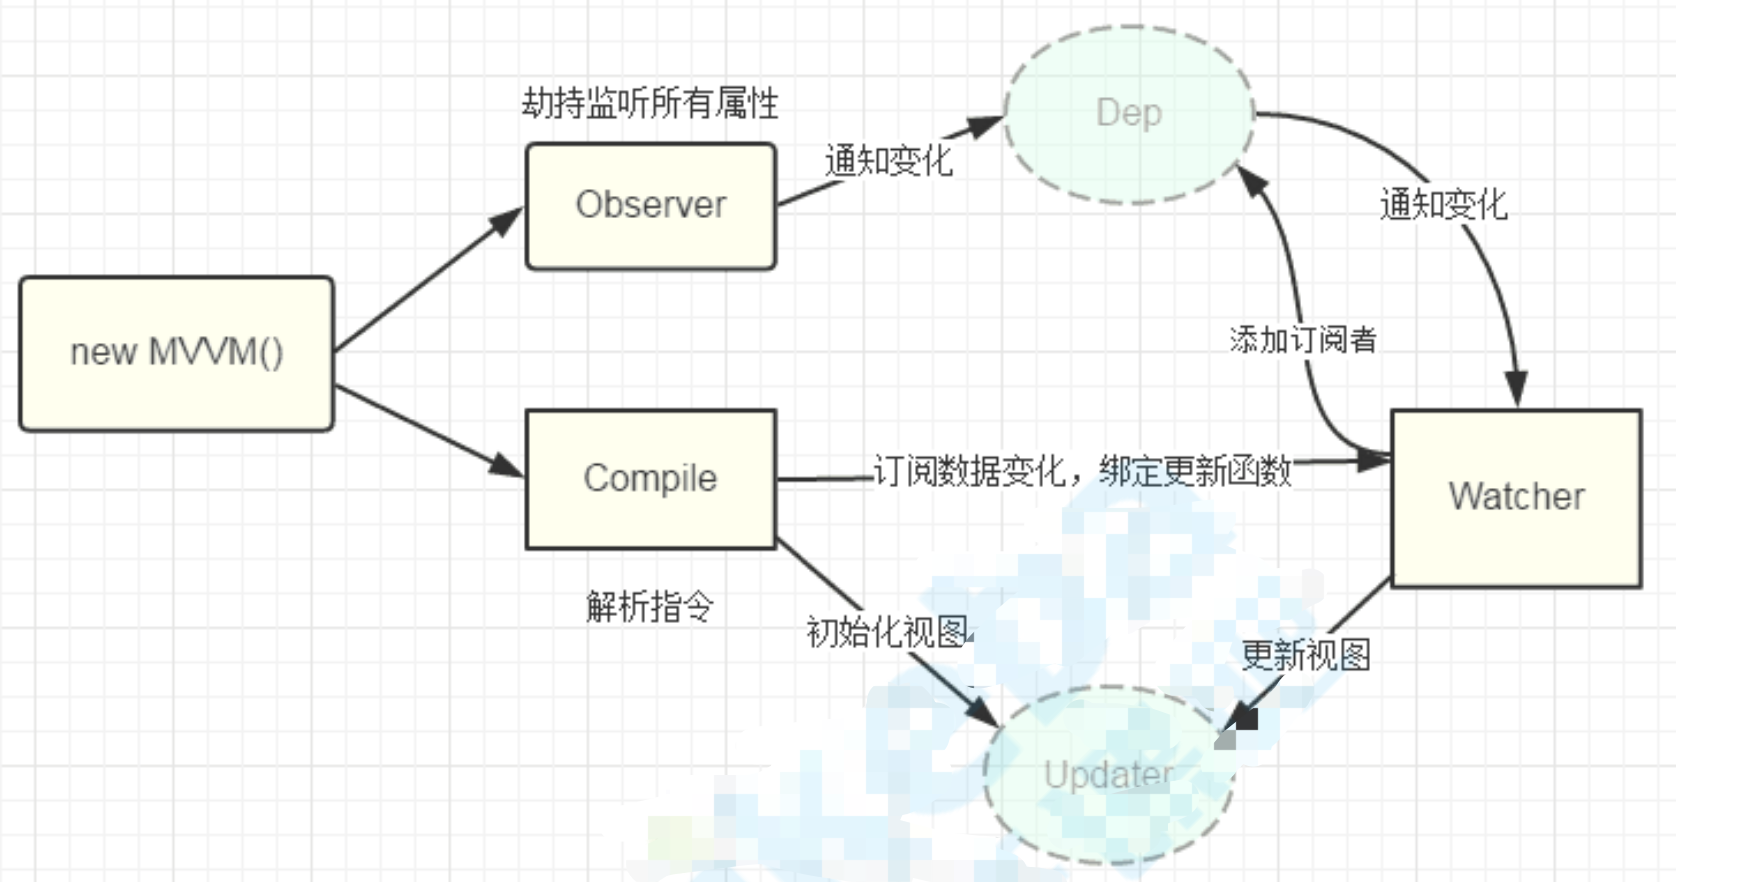 劫持监听所有属性
Dep
通知变化
Observer
通知变化
new MVVM()
添加订阅者
Compile
订阅数据变化，绑定更新函数
Watcher
解析指令
初始化视图
更新视图
Updater